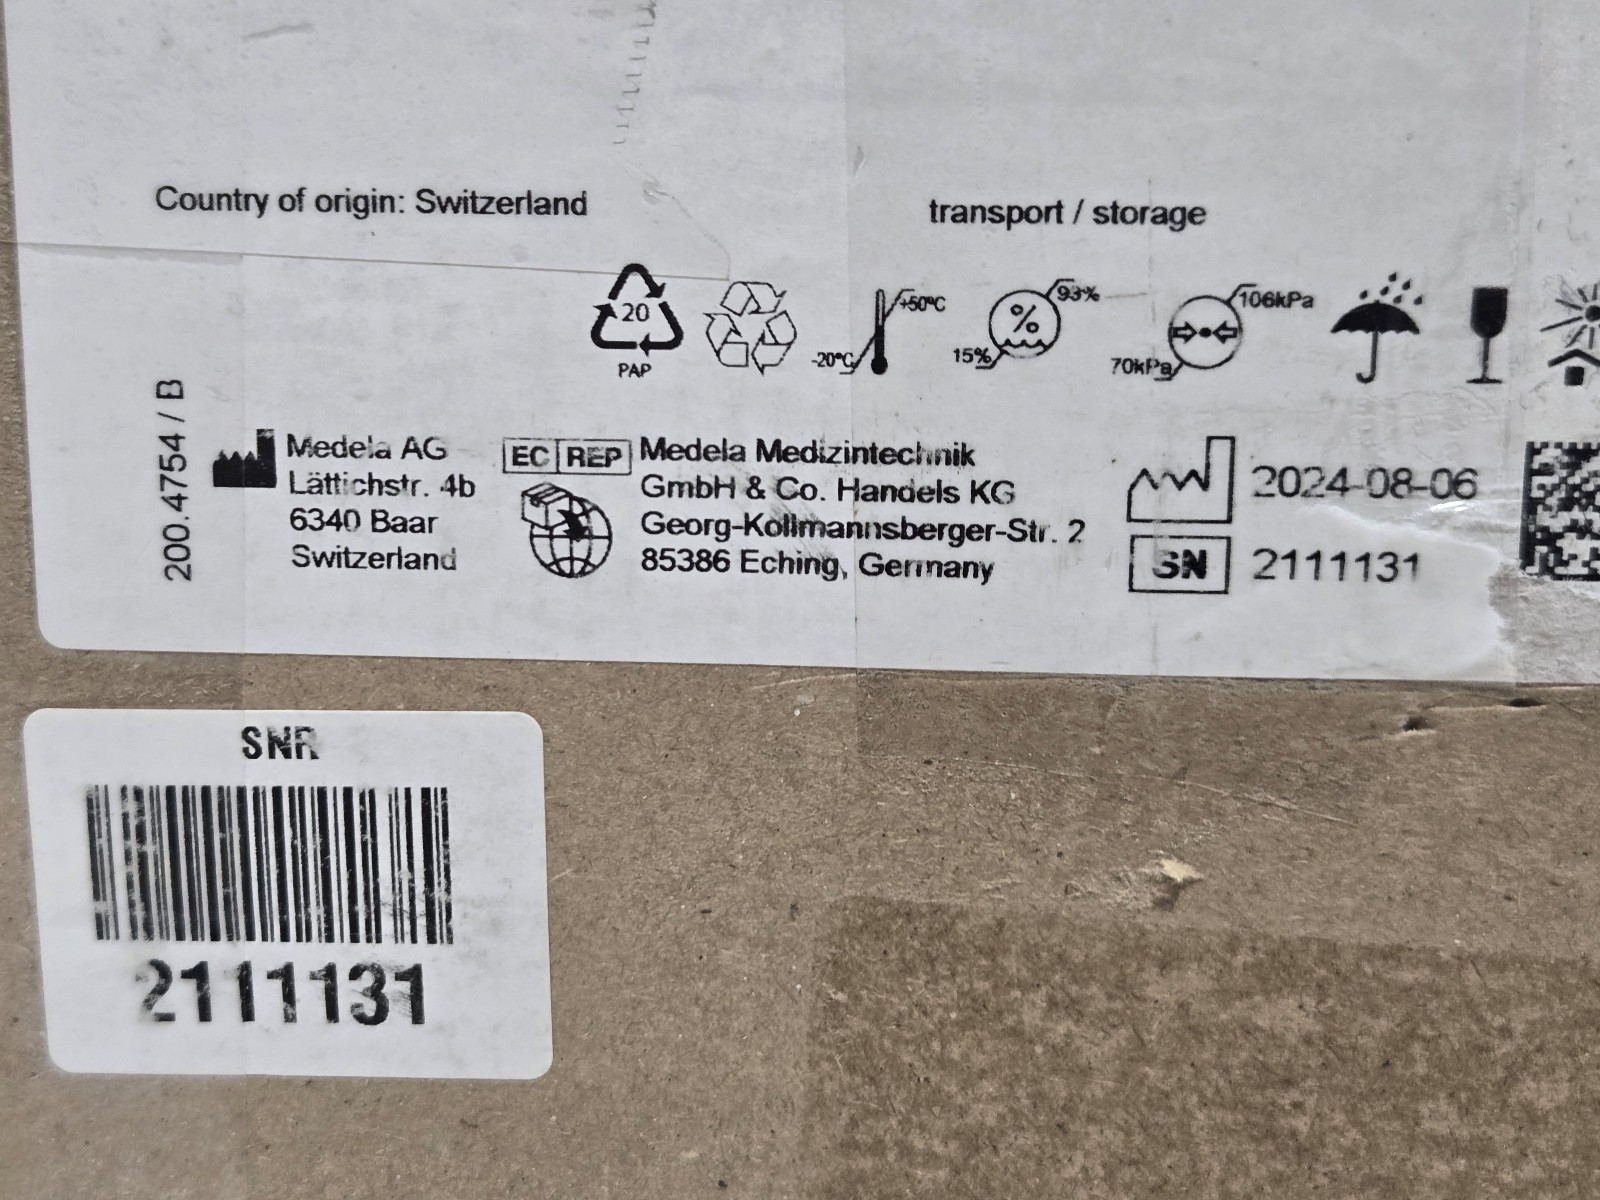 Country of origin: Switzerland
transport / storage
20
PAP
-20°C
+50°C
15%
%
93%
70kPa
106kPa
200.4754 / B
Medela AG
Lättichstr. 4b
6340 Baar
Switzerland
EC REP
Medela Medizintechnik
GmbH & Co. Handels KG
Georg-Kollmannsberger-Str. 2
85386 Eching, Germany
2024-08-06
SN 2111131
SNR
2111131